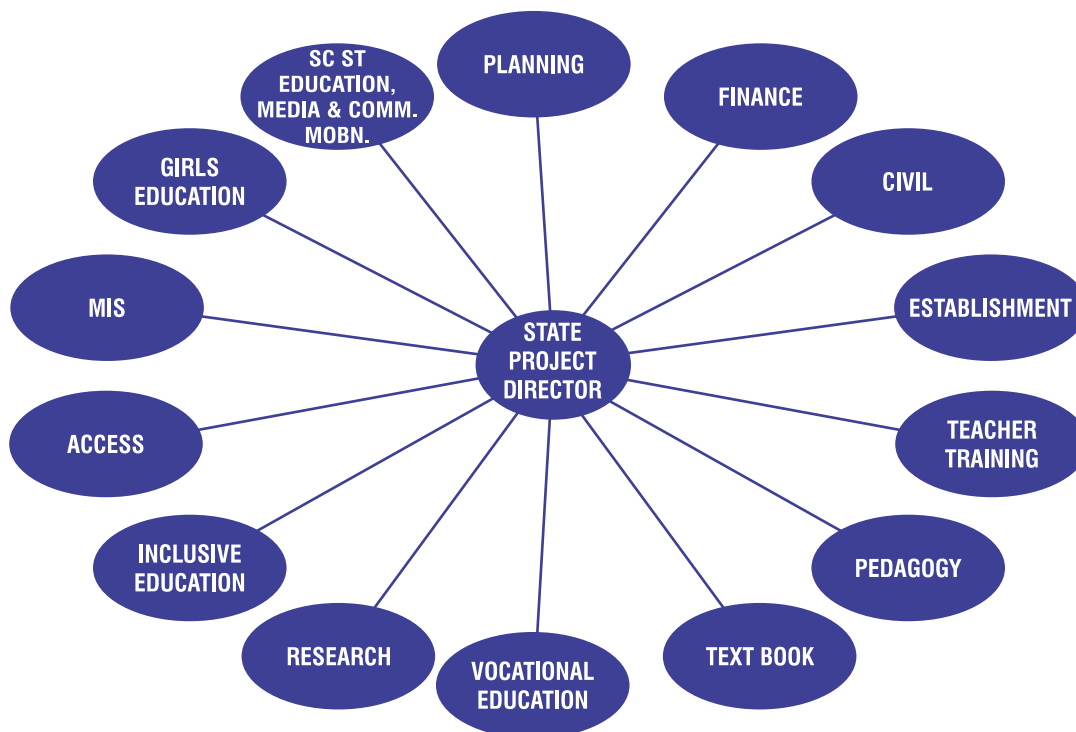 PLANNING
FINANCE
CIVIL
ESTABLISHMENT
TEACHER
TRAINING
PEDAGOGY
TEXT BOOK
VOCATIONAL
EDUCATION
RESEARCH
INCLUSIVE
EDUCATION
ACCESS
MIS
GIRLS
EDUCATION
SC ST
EDUCATION,
MEDIA & COMM.
MOBN.
STATE
PROJECT
DIRECTOR